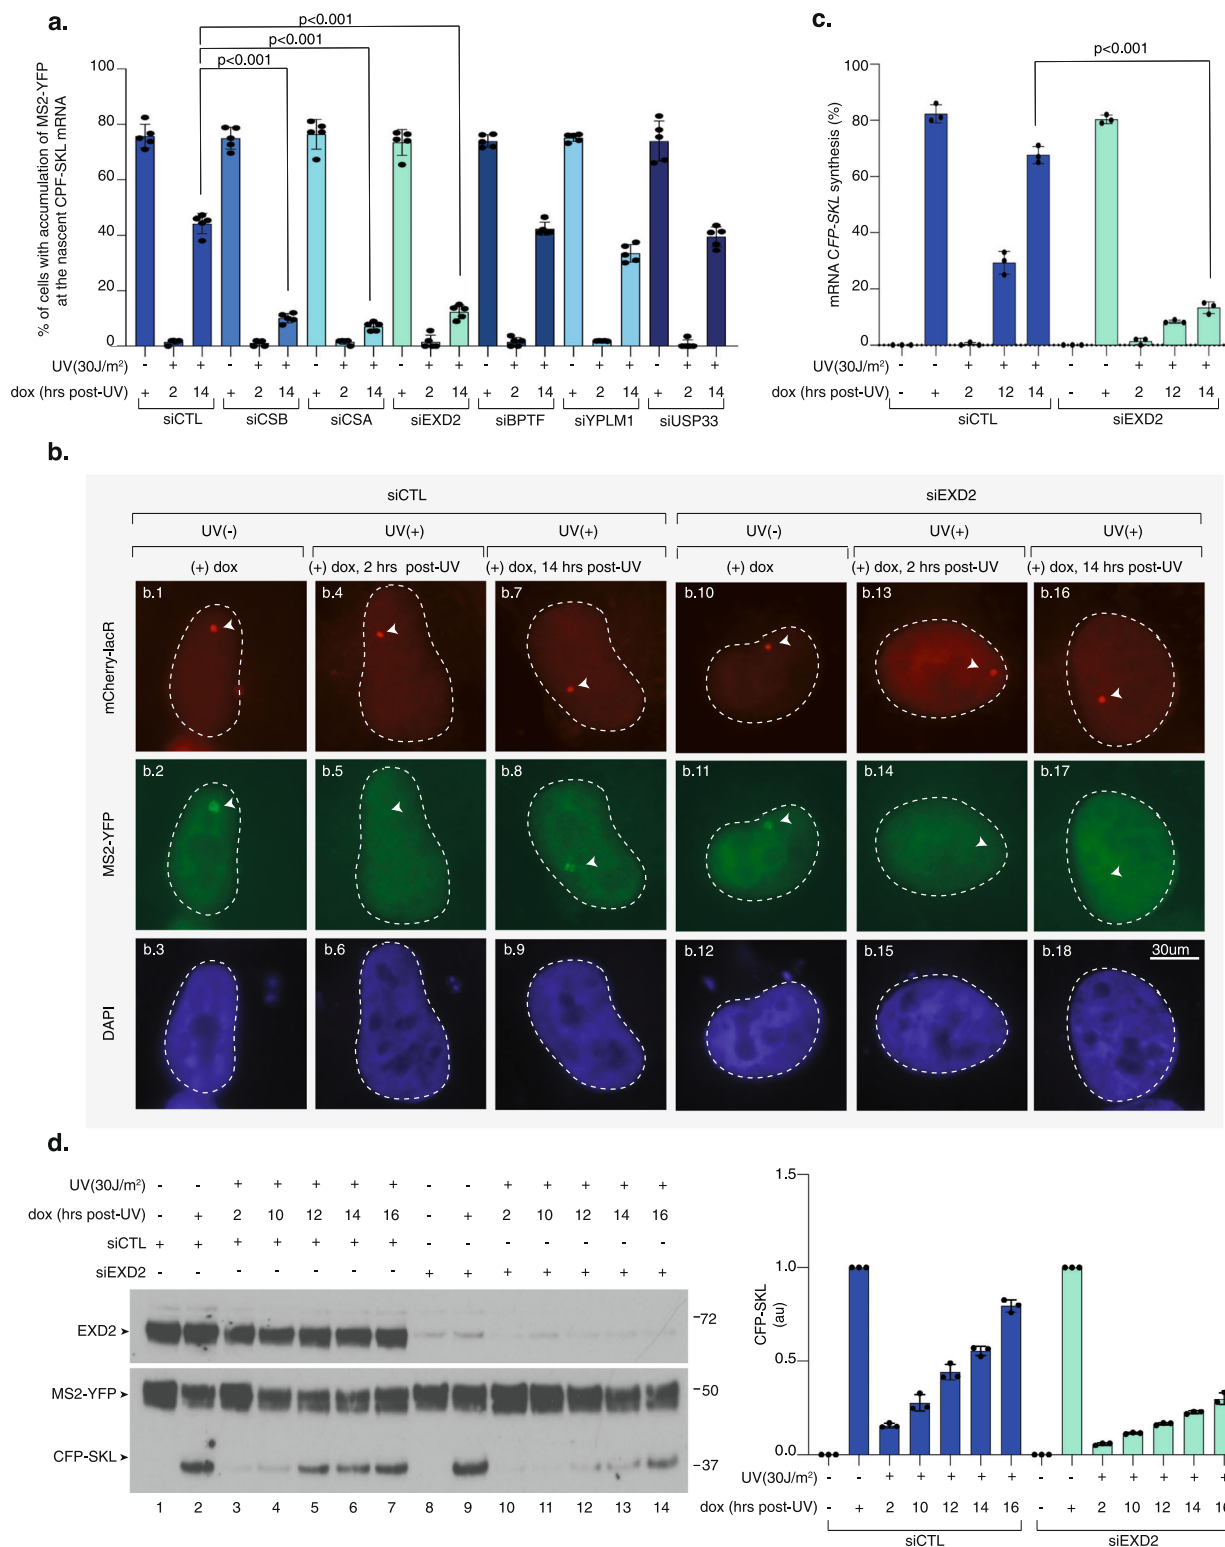 a.
p<0.001
p<0.001
p<0.001
% of cells with accumulation of MS2-YFP
at the nascent CPF-SKL mRNA
100
80
60
40
20
0
UV(30J/m²) - + + - + + - + + - + + - + + - + + - + +
dox (hrs post-UV) + 2 14 + 2 14 + 2 14 + 2 14 + 2 14 + 2 14 + 2 14
siCTL siCSB siCSA siEXD2 siBPTF siYPLM1 siUSP33
c.
p<0.001
mRNA CFP-SKL synthesis (%)
100
80
60
40
20
0
UV(30J/m²) - - + + + - - + + +
dox (hrs post-UV) - + 2 12 14 - + 2 12 14
siCTL siEXD2
b.
siCTL siEXD2
UV(-) UV(+) UV(+) UV(-) UV(+) UV(+)
(+) dox (+) dox, 2 hrs post-UV (+) dox, 14 hrs post-UV (+) dox (+) dox, 2 hrs post-UV (+) dox, 14 hrs post-UV
mCherry-lacR
b.1 b.4 b.7 b.10 b.13 b.16
MS2-YFP
b.2 b.5 b.8 b.11 b.14 b.17
DAPI
b.3 b.6 b.9 b.12 b.15 b.18
30um
d.
UV(30J/m²) - - + + + + + - - + + + + +
dox (hrs post-UV) - + 2 10 12 14 16 - + 2 10 12 14 16
siCTL + + + + + + + - - - - - - -
siEXD2 - - - - - - - + + + + + + +
EXD2
-72
MS2-YFP
-50
CFP-SKL
-37
1 2 3 4 5 6 7 8 9 10 11 12 13 14
CFP-SKL
(au)
1.5
1.0
0.5
0.0
UV(30J/m²) - - + + + + + - - + + + + +
dox (hrs post-UV) - + 2 10 12 14 16 - + 2 10 12 14 16
siCTL siEXD2